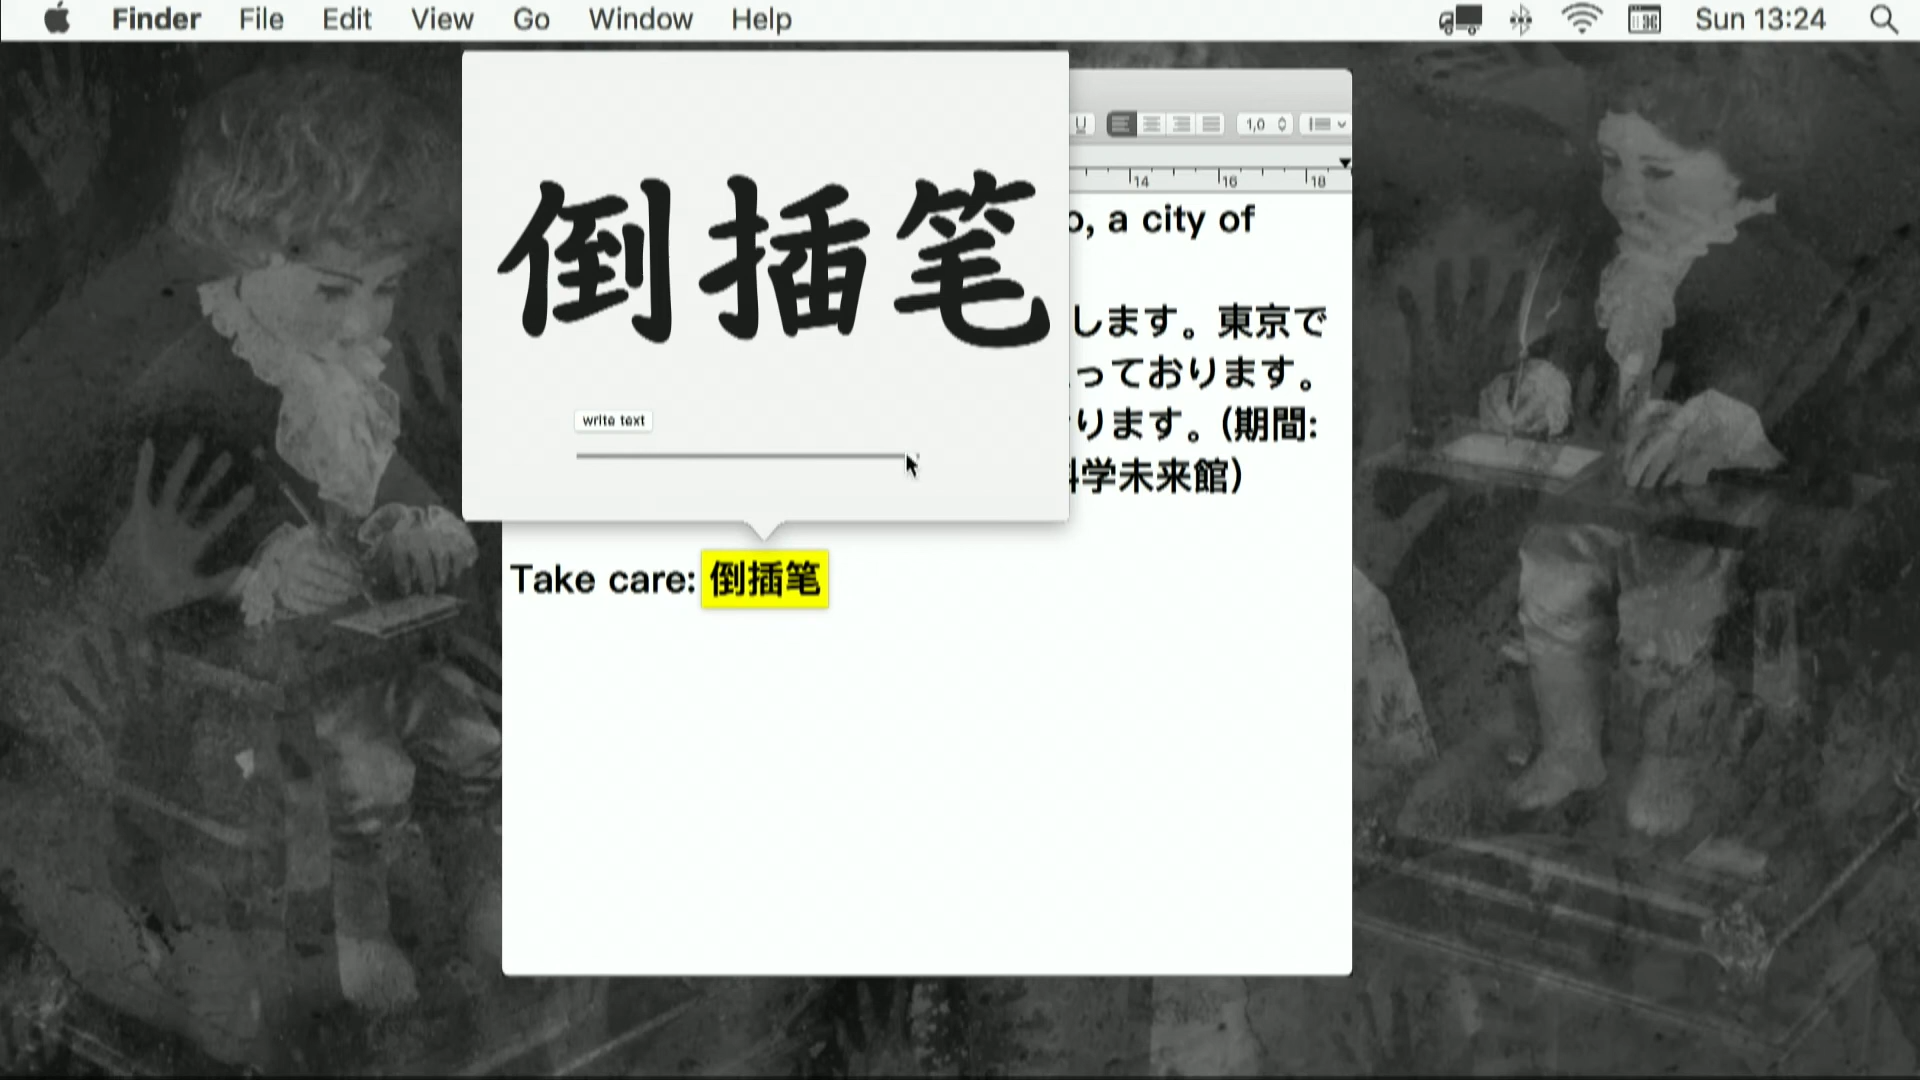 Finder File Edit View Go Window Help Sun 13:24
倒插笔
write text
U 1,0
14 16 18
, a city of
します。東京で
っております。
ります。(期間:
学未来館)
Take care: 倒插笔